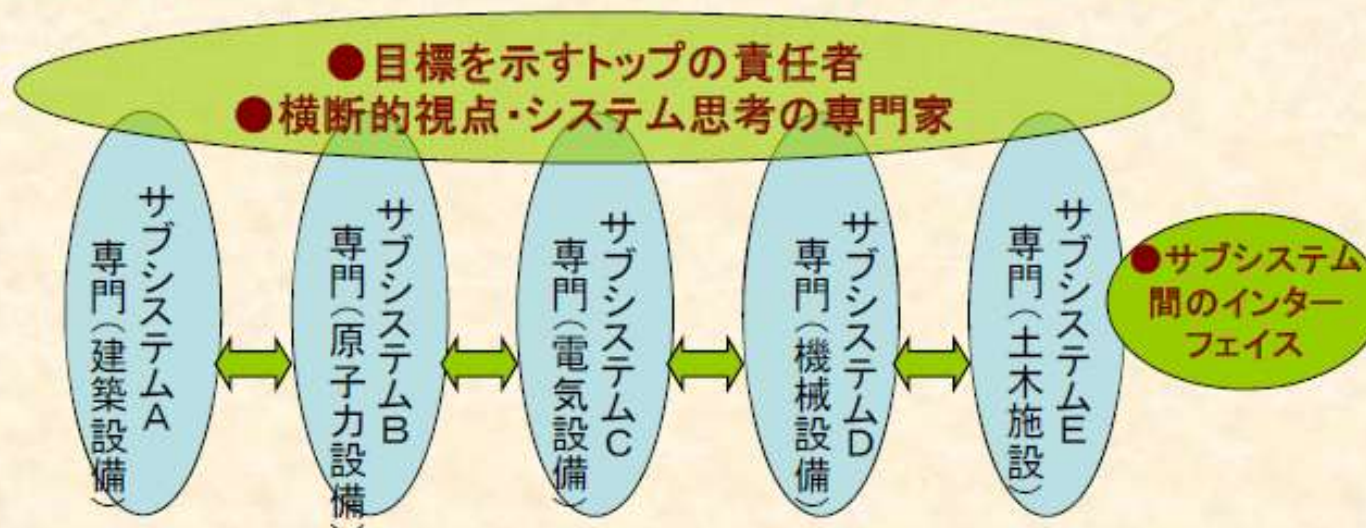 ●目標を示すトップの責任者
●横断的視点・システム思考の専門家
サブシステムA
専門(建築設備)
サブシステムB
専門(原子力設備)
サブシステムC
専門(電気設備)
サブシステムD
専門(機械設備)
サブシステムE
専門(土木施設)
●サブシステム
間のインター
フェイス